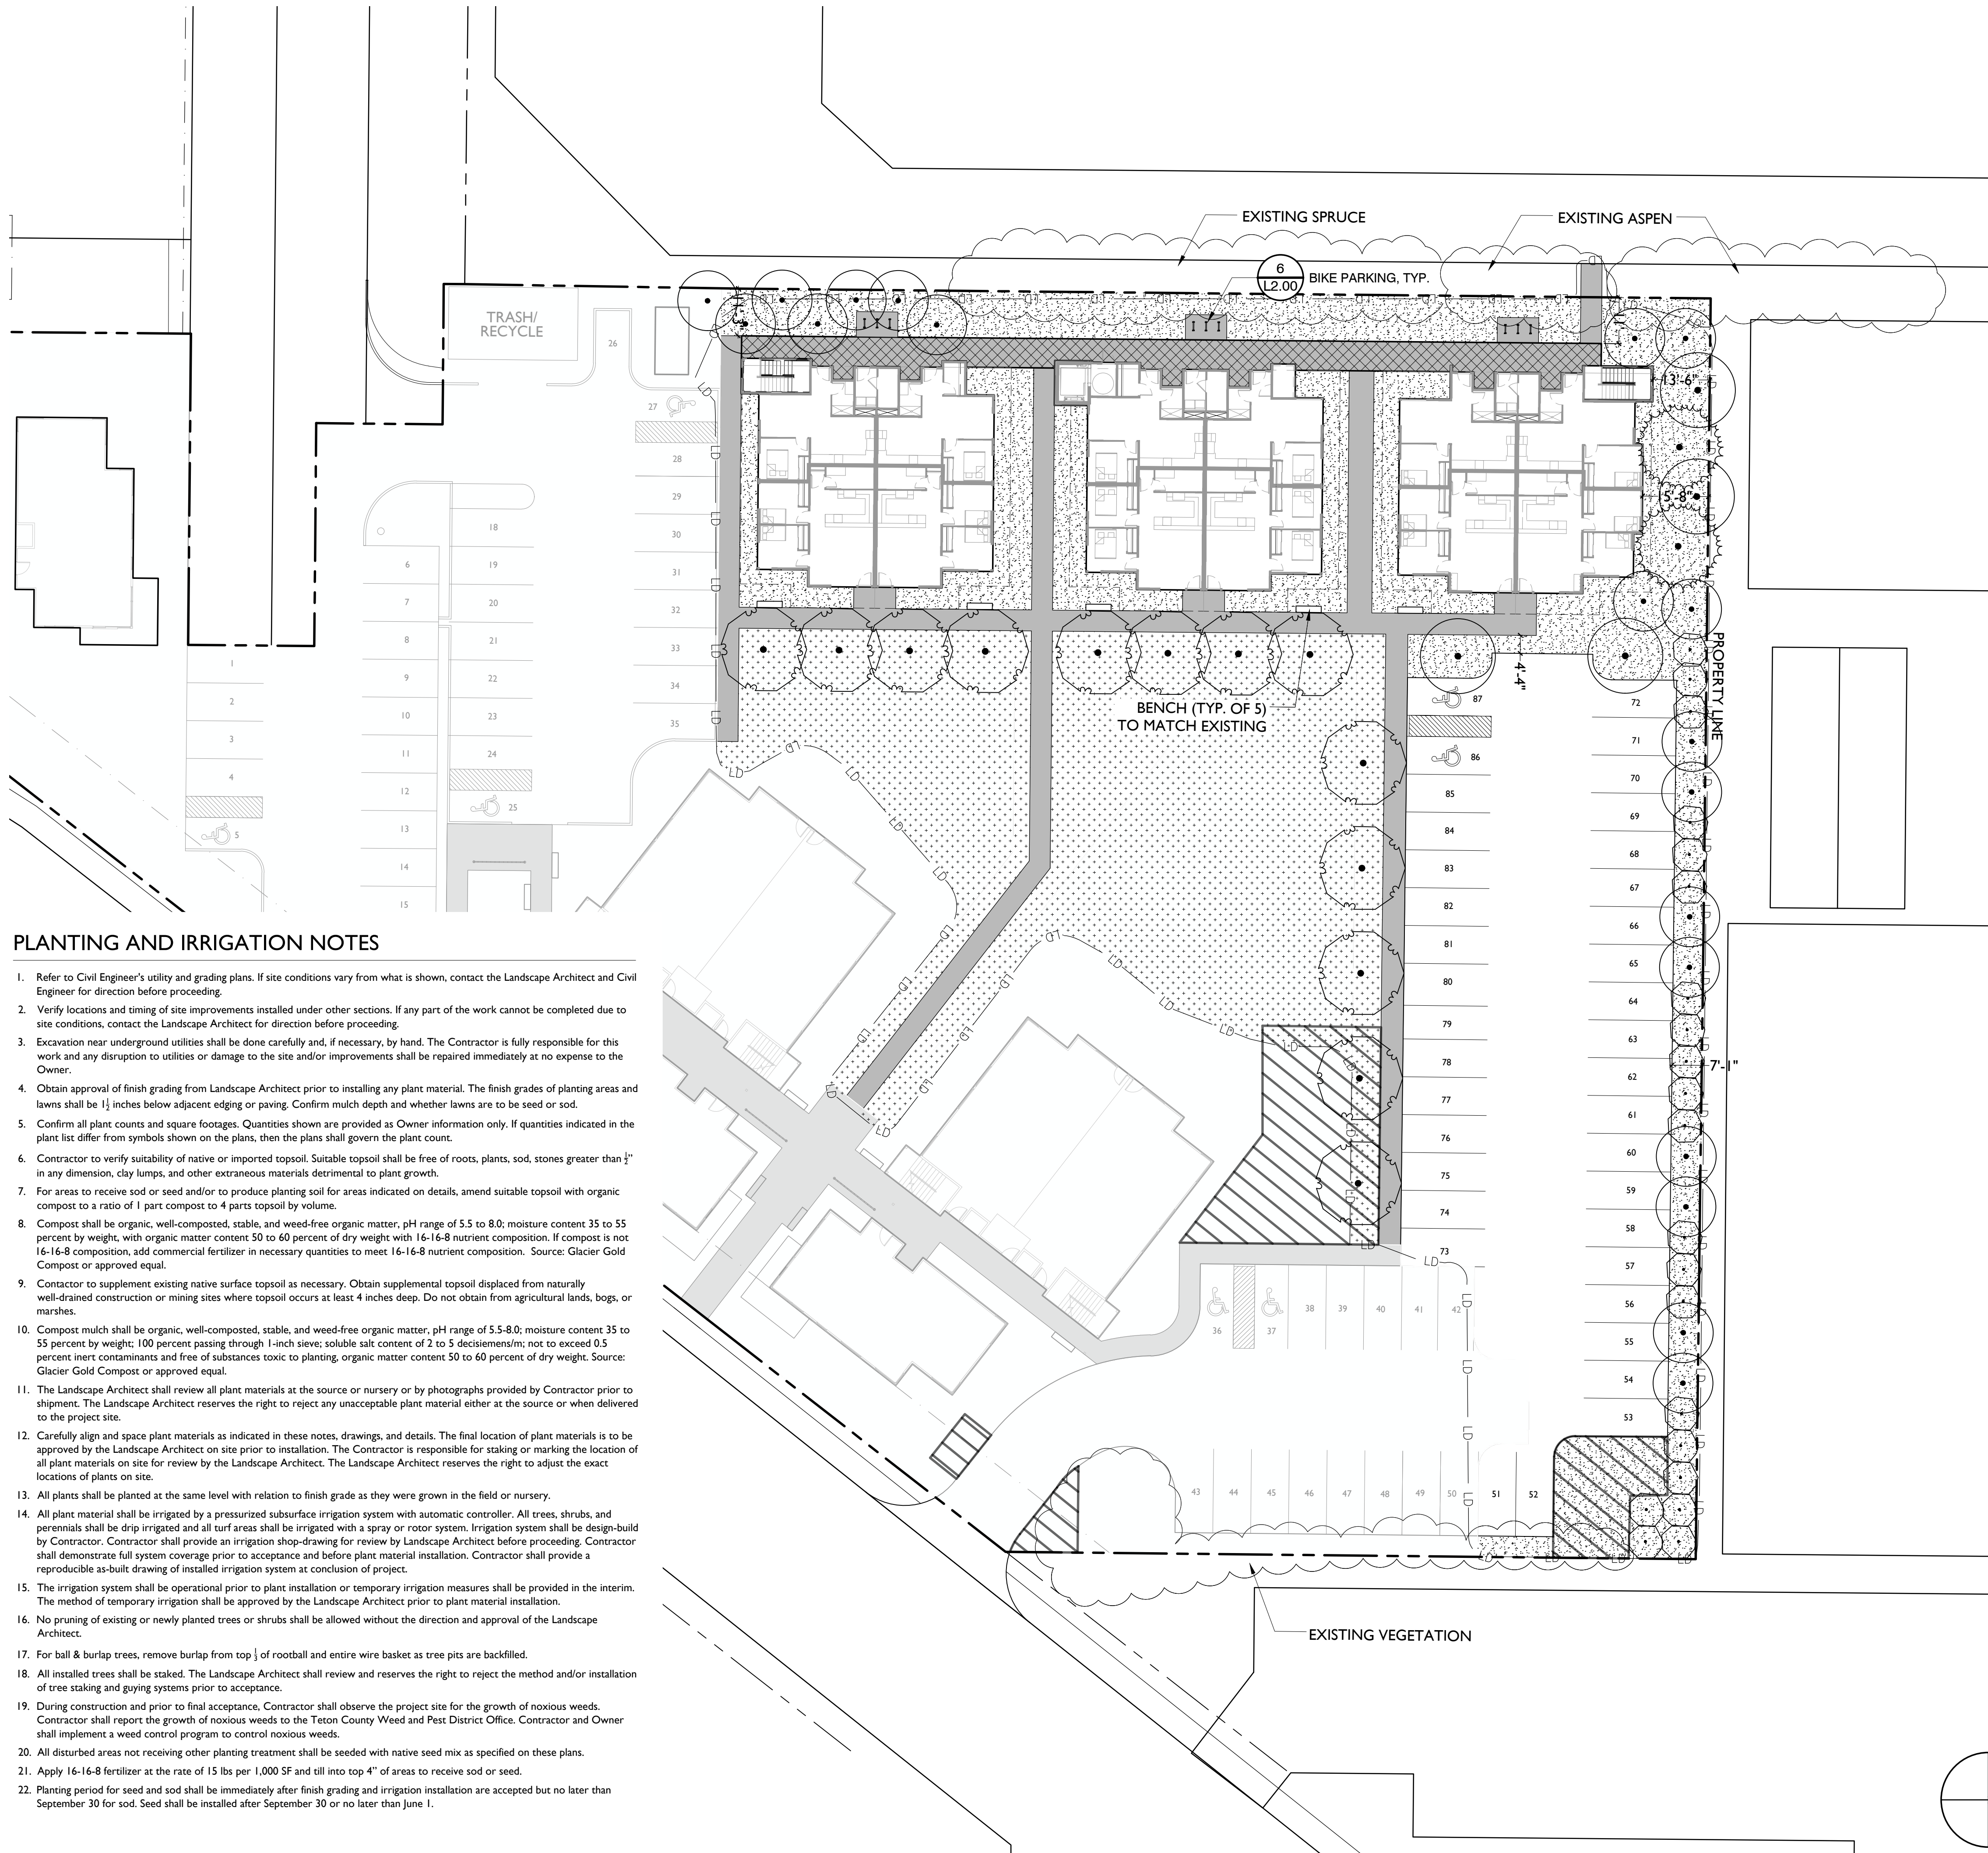 EXISTING SPRUCE
EXISTING ASPEN
6
L2.00
BIKE PARKING, TYP.
TRASH/
RECYCLE
26
27
28
29
30
31
32
33
34
35
18
19
20
21
22
23
24
25
6
7
8
9
10
11
12
13
14
15
1
2
3
4
5
13'-6"
5'-8"
4'-4"
PROPERTY LINE
BENCH (TYP. OF 5)
TO MATCH EXISTING
87
86
85
84
83
82
81
80
79
78
77
76
75
74
73
72
71
70
69
68
67
66
65
64
63
62
61
60
59
58
57
56
55
54
53
7'-1"
36
37
38
39
40
41
42
43
44
45
46
47
48
49
50
51
52
LD
EXISTING VEGETATION
PLANTING AND IRRIGATION NOTES
1. Refer to Civil Engineer's utility and grading plans. If site conditions vary from what is shown, contact the Landscape Architect and Civil
Engineer for direction before proceeding.
2. Verify locations and timing of site improvements installed under other sections. If any part of the work cannot be completed due to
site conditions, contact the Landscape Architect for direction before proceeding.
3. Excavation near underground utilities shall be done carefully and, if necessary, by hand. The Contractor is fully responsible for this
work and any disruption to utilities or damage to the site and/or improvements shall be repaired immediately at no expense to the
Owner.
4. Obtain approval of finish grading from Landscape Architect prior to installing any plant material. The finish grades of planting areas and
lawns shall be 1½ inches below adjacent edging or paving. Confirm mulch depth and whether lawns are to be seed or sod.
5. Confirm all plant counts and square footages. Quantities shown are provided as Owner information only. If quantities indicated in the
plant list differ from symbols shown on the plans, then the plans shall govern the plant count.
6. Contractor to verify suitability of native or imported topsoil. Suitable topsoil shall be free of roots, plants, sod, stones greater than ½"
in any dimension, clay lumps, and other extraneous materials detrimental to plant growth.
7. For areas to receive sod or seed and/or to produce planting soil for areas indicated on details, amend suitable topsoil with organic
compost to a ratio of 1 part compost to 4 parts topsoil by volume.
8. Compost shall be organic, well-composted, stable, and weed-free organic matter, pH range of 5.5 to 8.0; moisture content 35 to 55
percent by weight, with organic matter content 50 to 60 percent of dry weight with 16-16-8 nutrient composition. If compost is not
16-16-8 composition, add commercial fertilizer in necessary quantities to meet 16-16-8 nutrient composition. Source: Glacier Gold
Compost or approved equal.
9. Contactor to supplement existing native surface topsoil as necessary. Obtain supplemental topsoil displaced from naturally
well-drained construction or mining sites where topsoil occurs at least 4 inches deep. Do not obtain from agricultural lands, bogs, or
marshes.
10. Compost mulch shall be organic, well-composted, stable, and weed-free organic matter, pH range of 5.5-8.0; moisture content 35 to
55 percent by weight; 100 percent passing through 1-inch sieve; soluble salt content of 2 to 5 decisiemens/m; not to exceed 0.5
percent inert contaminants and free of substances toxic to planting, organic matter content 50 to 60 percent of dry weight. Source:
Glacier Gold Compost or approved equal.
11. The Landscape Architect shall review all plant materials at the source or nursery or by photographs provided by Contractor prior to
shipment. The Landscape Architect reserves the right to reject any unacceptable plant material either at the source or when delivered
to the project site.
12. Carefully align and space plant materials as indicated in these notes, drawings, and details. The final location of plant materials is to be
approved by the Landscape Architect on site prior to installation. The Contractor is responsible for staking or marking the location of
all plant materials on site for review by the Landscape Architect. The Landscape Architect reserves the right to adjust the exact
locations of plants on site.
13. All plants shall be planted at the same level with relation to finish grade as they were grown in the field or nursery.
14. All plant material shall be irrigated by a pressurized subsurface irrigation system with automatic controller. All trees, shrubs, and
perennials shall be drip irrigated and all turf areas shall be irrigated with a spray or rotor system. Irrigation system shall be design-build
by Contractor. Contractor shall provide an irrigation shop-drawing for review by Landscape Architect before proceeding. Contractor
shall demonstrate full system coverage prior to acceptance and before plant material installation. Contractor shall provide a
reproducible as-built drawing of installed irrigation system at conclusion of project.
15. The irrigation system shall be operational prior to plant installation or temporary irrigation measures shall be provided in the interim.
The method of temporary irrigation shall be approved by the Landscape Architect prior to plant material installation.
16. No pruning of existing or newly planted trees or shrubs shall be allowed without the direction and approval of the Landscape
Architect.
17. For ball & burlap trees, remove burlap from top ⅓ of rootball and entire wire basket as tree pits are backfilled.
18. All installed trees shall be staked. The Landscape Architect shall review and reserves the right to reject the method and/or installation
of tree staking and guying systems prior to acceptance.
19. During construction and prior to final acceptance, Contractor shall observe the project site for the growth of noxious weeds.
Contractor shall report the growth of noxious weeds to the Teton County Weed and Pest District Office. Contractor and Owner
shall implement a weed control program to control noxious weeds.
20. All disturbed areas not receiving other planting treatment shall be seeded with native seed mix as specified on these plans.
21. Apply 16-16-8 fertilizer at the rate of 15 lbs per 1,000 SF and till into top 4" of areas to receive sod or seed.
22. Planting period for seed and sod shall be immediately after finish grading and irrigation installation are accepted but no later than
September 30 for sod. Seed shall be installed after September 30 or no later than June 1.